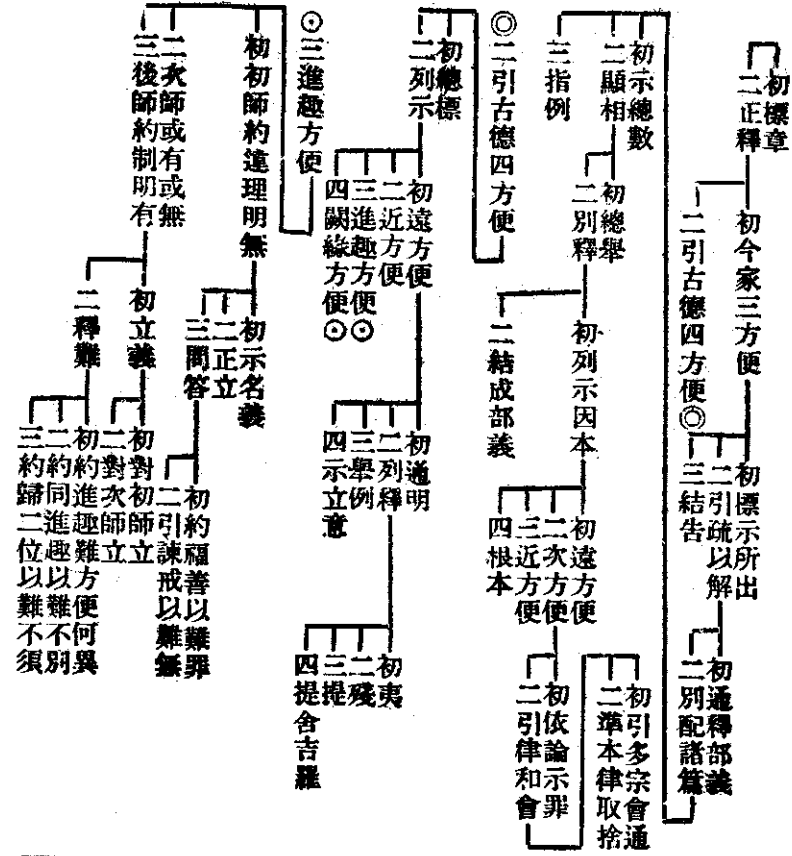 初標章
二正釋
初今家三方便
二引古德四方便◎
初標示所出
二引疏以解
三結告
初通釋部義
二別配諸篇
初示總數
二顯相
三指例
初總舉
二別釋
初列示因本
二結成部義
初遠方便
二次方便
三近方便
四根本
初依論示罪
二引律和會
初引多宗會通
二準本律取捨
◎二引古德四方便
初總標
二列示
初遠方便
二近方便
三進趣方便⊙
四闕緣方便⊙
初通明
二列釋
三舉例
四示立意
初夷
二殘
三提
四提舍吉羅
⊙三進趣方便
初初師約違理明無
二次師或有或無
三後師約制明有
初示名義
二正立
三問答
初約福善以難罪
二引諫戒以難無
初立義
二釋難
初對初師立
二對次師立
初約進趣難方便何異
二約同進趣以難不別
三約歸二位以難不須